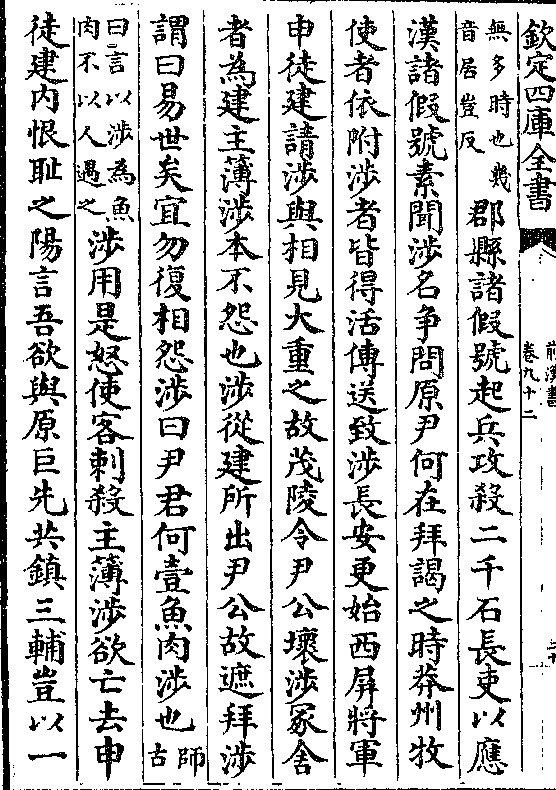 欽定四庫全書
前漢書
卷九十二
無多時也幾
音居豈反
郡縣諸假號起兵攻殺二千石長吏以應
漢諸假號素聞涉名争問原尹何在拜謁之時莽州牧
使者依附涉者皆得活傳送致涉長安更始西屏將軍
申徒建請涉與相見大重之故茂陵令尹公壞涉冢舍
者為建主簿涉本不怨也涉從建所出尹公故遮拜涉
謂曰易世矣宜勿復相怨涉曰尹君何壹魚肉涉也師古
曰言以涉為魚
肉不以人遇之
涉用是怒使客刺殺主簿涉欲亡去申
徒建内恨耻之陽言吾欲與原巨先共鎮三輔豈以一